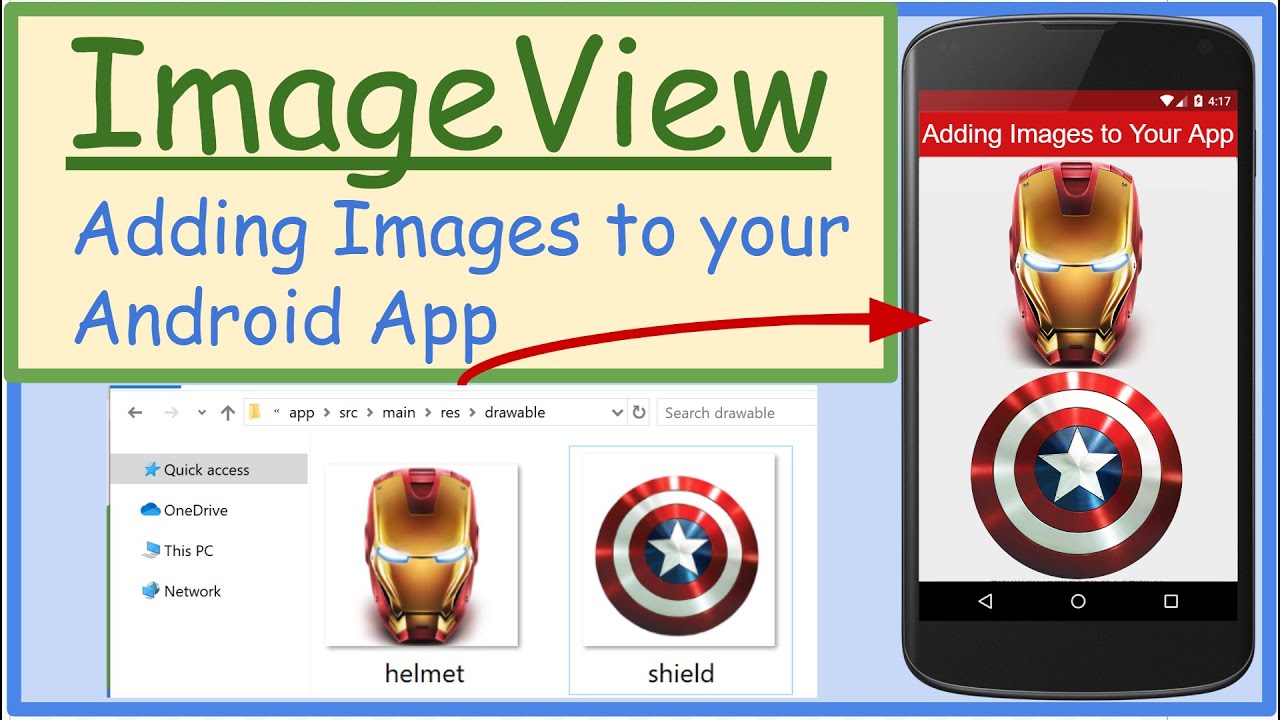 ImageView
Adding Images to your
Android App
4:17
Adding Images to Your App
« app > src > main > res > drawable
Search drawable
Quick access
OneDrive
This PC
Network
helmet
shield